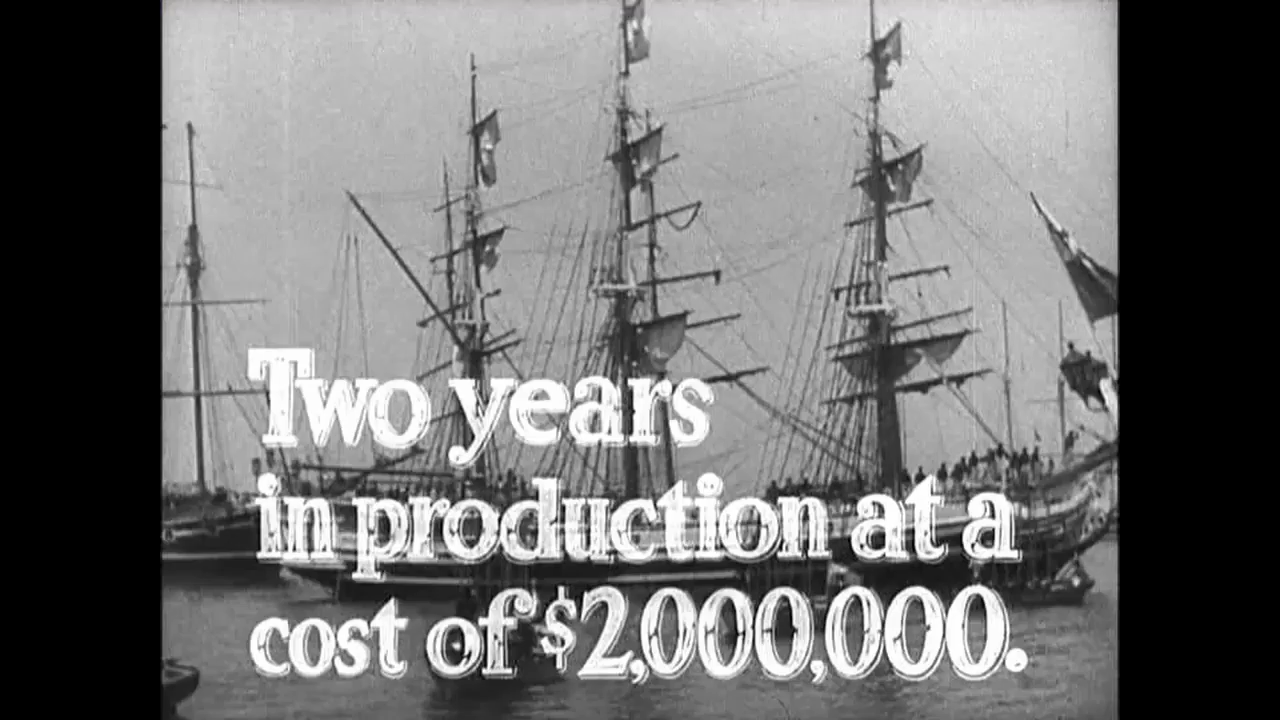 Two years
in production at a
cost of $2,000,000.